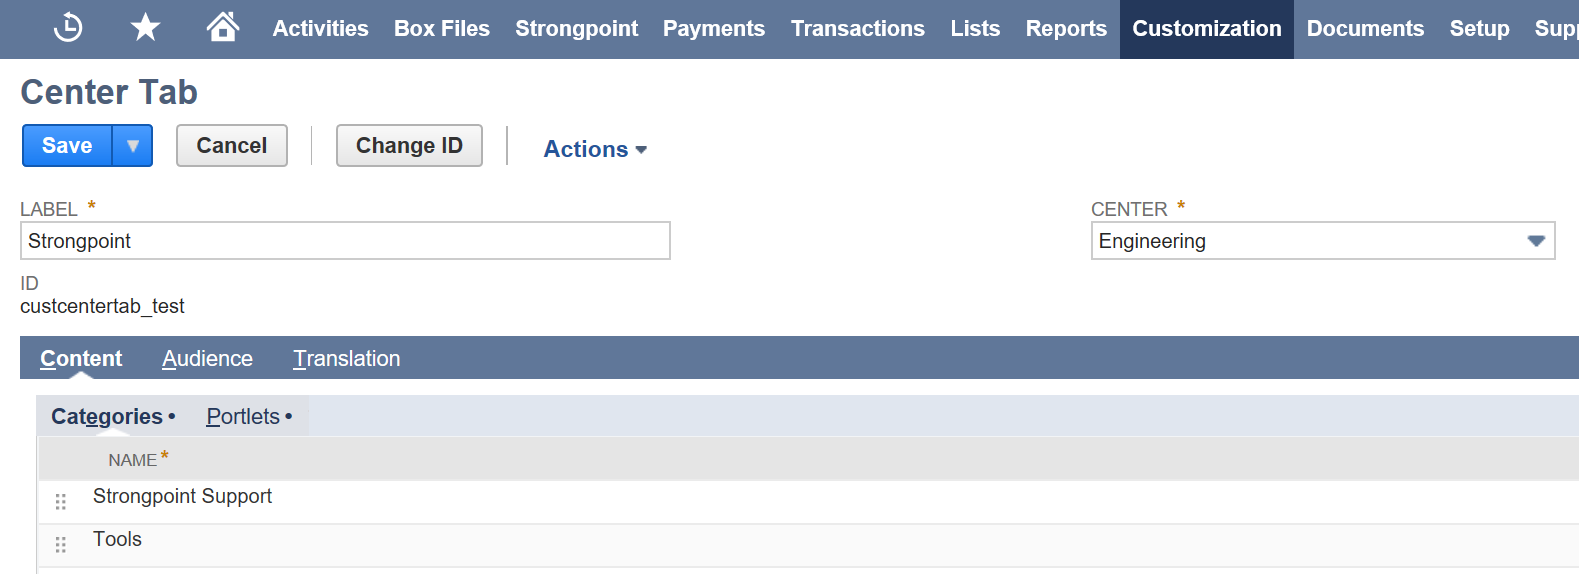 Activities Box Files Strongpoint Payments Transactions Lists Reports Customization Documents Setup Supp
Center Tab
Save Cancel Change ID Actions
LABEL * CENTER *
Strongpoint Engineering
ID
custcentertab_test
Content Audience Translation
Categories • Portlets •
NAME *
Strongpoint Support
Tools